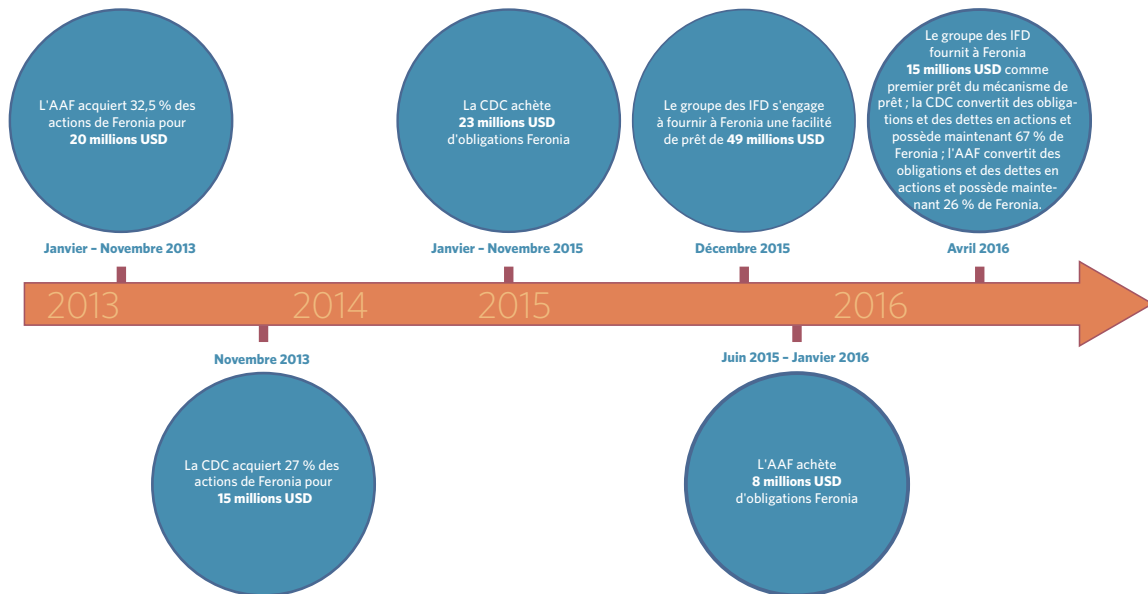 L'AAF acquiert 32,5 % des
actions de Feronia pour
20 millions USD
Janvier – Novembre 2013
La CDC achète
23 millions USD
d'obligations Feronia
Janvier – Novembre 2015
Le groupe des IFD s'engage
à fournir à Feronia une facilité
de prêt de 49 millions USD
Décembre 2015
Le groupe des IFD
fournit à Feronia
15 millions USD comme
premier prêt du mécanisme de
prêt ; la CDC convertit des obliga-
tions et des dettes en actions et
possède maintenant 67 % de
Feronia ; l'AAF convertit des
obligations et des dettes en
actions et possède mainte-
nant 26 % de Feronia.
Avril 2016
2013
2014
2015
2016
Novembre 2013
La CDC acquiert 27 % des
actions de Feronia pour
15 millions USD
Juin 2015 – Janvier 2016
L'AAF achète
8 millions USD
d'obligations Feronia